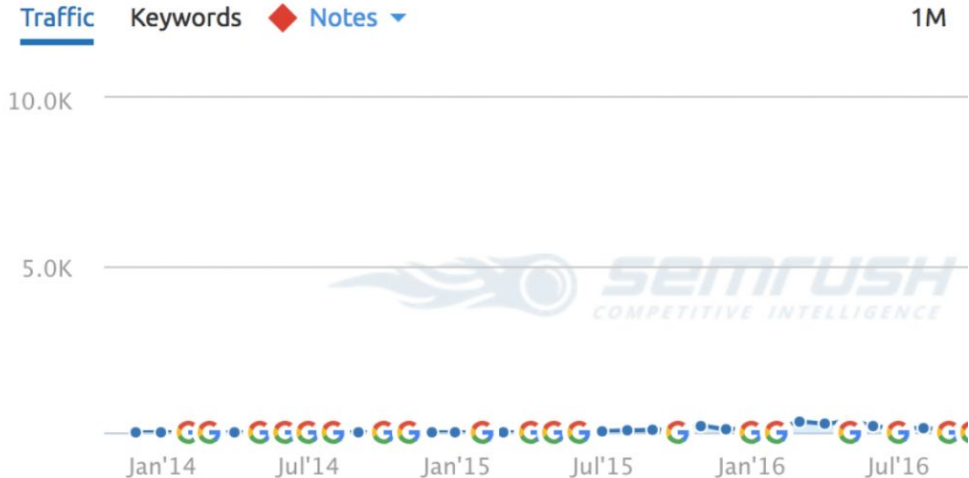 Traffic Keywords Notes 1M
10.0K
5.0K
semrush
COMPETITIVE INTELLIGENCE
Jan'14 Jul'14 Jan'15 Jul'15 Jan'16 Jul'16